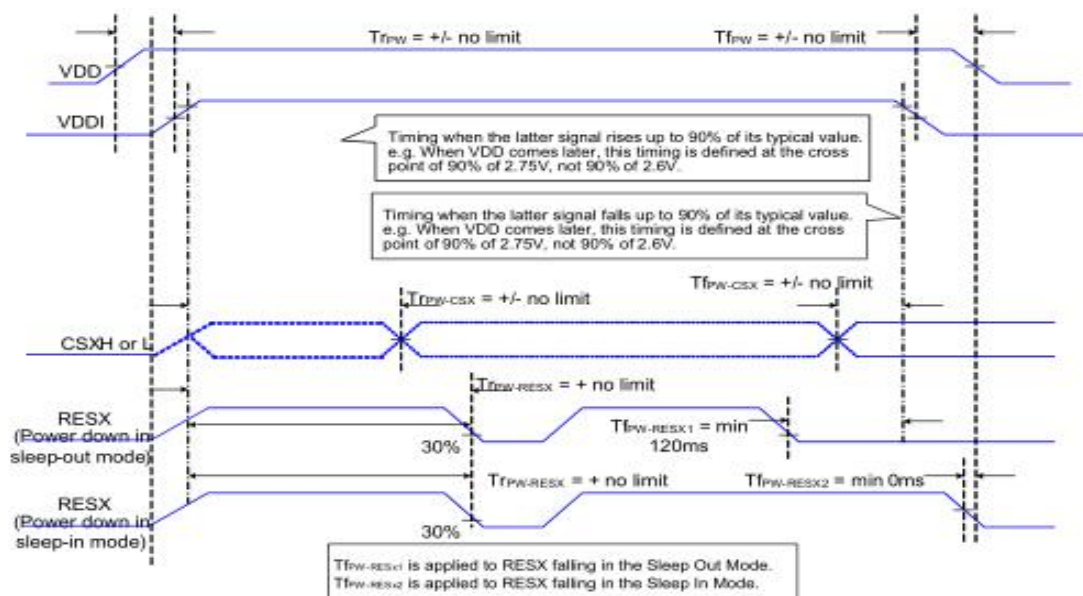 TrPW = +/- no limit
TfPW = +/- no limit
VDD
VDDI
Timing when the latter signal rises up to 90% of its typical value.
e.g. When VDD comes later, this timing is defined at the cross
point of 90% of 2.75V, not 90% of 2.6V.
Timing when the latter signal falls up to 90% of its typical value.
e.g. When VDD comes later, this timing is defined at the cross
point of 90% of 2.75V, not 90% of 2.6V.
TrPW-CSX = +/- no limit
TfPW-CSX = +/- no limit
CSXH or L
TrPW-RESX = + no limit
RESX
(Power down in
sleep-out mode)
30%
TfPW-RESX1 = min
120ms
TrPW-RESX = + no limit
TfPW-RESX2 = min 0ms
RESX
(Power down in
sleep-in mode)
30%
TfPW-RESx1 is applied to RESX falling in the Sleep Out Mode.
TfPW-RESx2 is applied to RESX falling in the Sleep In Mode.